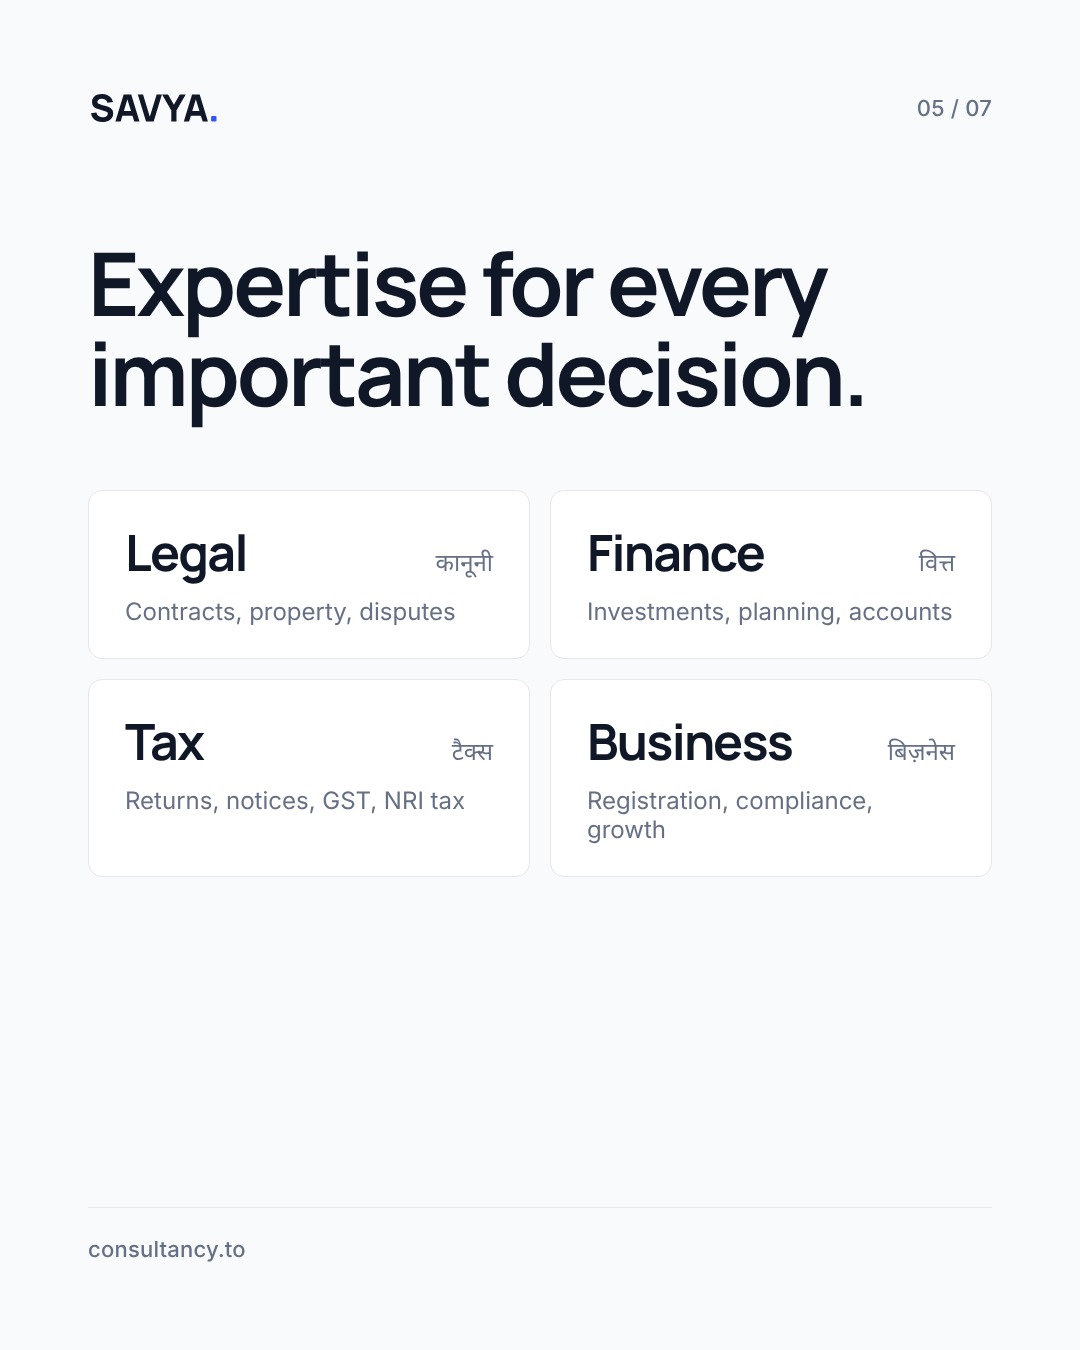 SAVYA.
05 / 07
Expertise for every
important decision.
Legal
कानूनी
Contracts, property, disputes
Finance
वित्त
Investments, planning, accounts
Tax
टैक्स
Returns, notices, GST, NRI tax
Business
बिज़नेस
Registration, compliance,
growth
consultancy.to